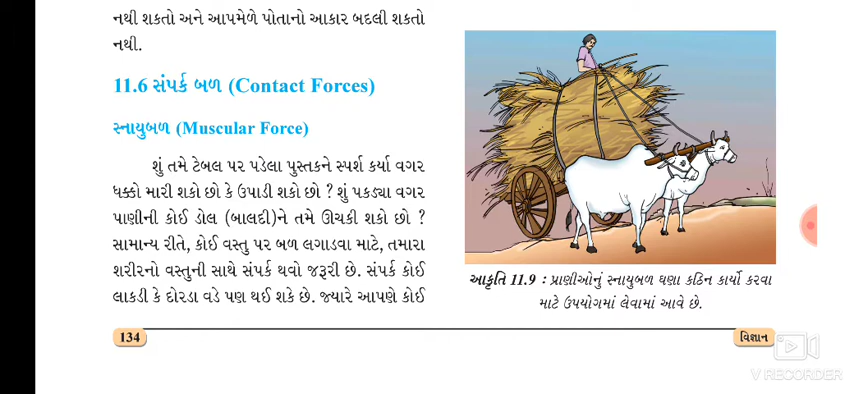 નથી શકતો અને આપમેળે પોતાનો આકાર બદલી શકતો
નથી.
11.6 સંપર્ક બળ (Contact Forces)
સ્નાયુબળ (Muscular Force)
શું તમે ટેબલ પર પડેલા પુસ્તકને સ્પર્શ કર્યા વગર
ધક્કો મારી શકો છો કે ઉપાડી શકો છો ? શું પકડ્યા વગર
પાણીની કોઈ ડોલ (બાલદી)ને તમે ઊચકી શકો છો ?
સામાન્ય રીતે, કોઈ વસ્તુ પર બળ લગાડવા માટે, તમારા
શરીરનો વસ્તુની સાથે સંપર્ક થવો જરૂરી છે. સંપર્ક કોઈ
લાકડી કે દોરડા વડે પણ થઈ શકે છે. જ્યારે આપણે કોઈ
આકૃતિ 11.9 : પ્રાણીઓનું સ્નાયુબળ ઘણા કઠિન કાર્યો કરવા
માટે ઉપયોગમાં લેવામાં આવે છે.
134
વિજ્ઞાન
V RECORDER